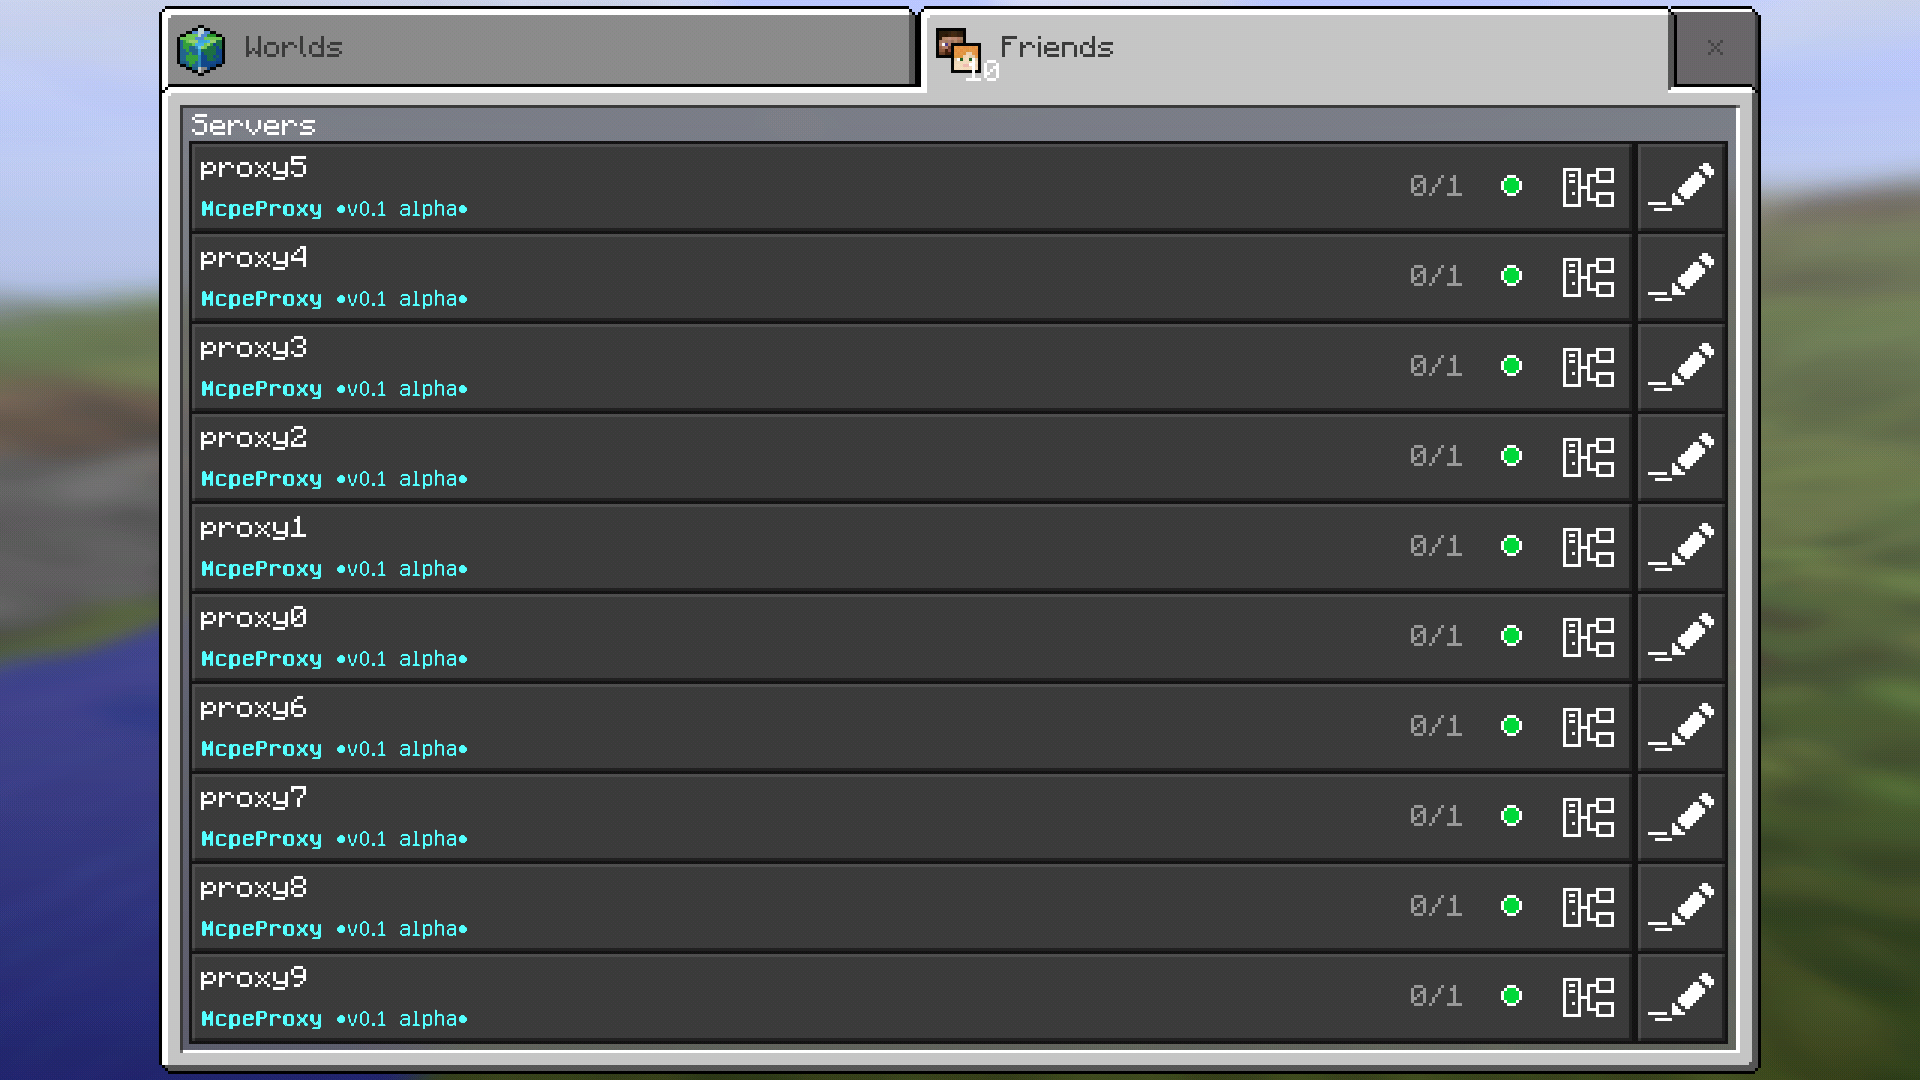 Worlds
Friends
10
Servers
proxy5
0/1
McpeProxy •v0.1 alpha•
proxy4
0/1
McpeProxy •v0.1 alpha•
proxy3
0/1
McpeProxy •v0.1 alpha•
proxy2
0/1
McpeProxy •v0.1 alpha•
proxy1
0/1
McpeProxy •v0.1 alpha•
proxy0
0/1
McpeProxy •v0.1 alpha•
proxy6
0/1
McpeProxy •v0.1 alpha•
proxy7
0/1
McpeProxy •v0.1 alpha•
proxy8
0/1
McpeProxy •v0.1 alpha•
proxy9
0/1
McpeProxy •v0.1 alpha•